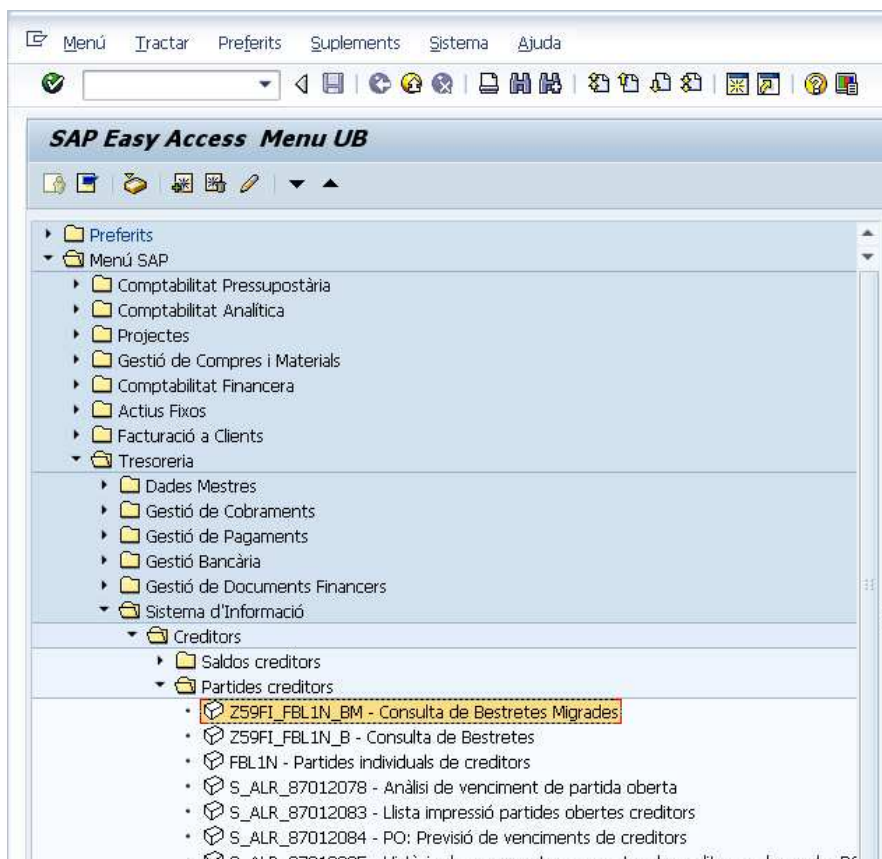 Menú Tractar Preferits Suplements Sistema Ajuda
SAP Easy Access Menu UB
Preferits
Menú SAP
Comptabilitat Pressupostària
Comptabilitat Analítica
Projectes
Gestió de Compres i Materials
Comptabilitat Financera
Actius Fixos
Facturació a Clients
Tresoreria
Dades Mestres
Gestió de Cobraments
Gestió de Pagaments
Gestió Bancària
Gestió de Documents Financers
Sistema d'Informació
Creditors
Saldos creditors
Partides creditors
Z59FI_FBL1N_BM - Consulta de Bestretes Migrades
Z59FI_FBL1N_B - Consulta de Bestretes
FBL1N - Partides individuals de creditors
S_ALR_87012078 - Anàlisi de venciment de partida oberta
S_ALR_87012083 - Llista impressió partides obertes creditors
S_ALR_87012084 - PO: Previsió de venciments de creditors